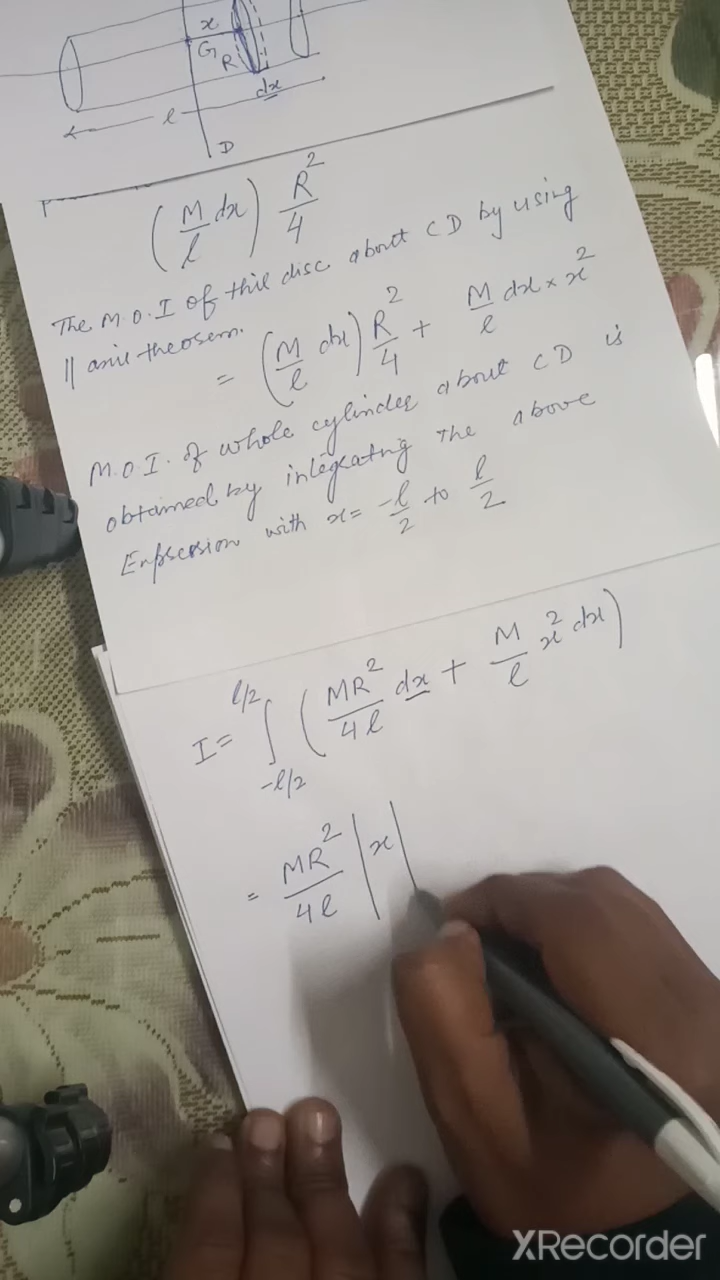 x
G
R
dx
l
D
(M/l dx) R²/4
The M.O.I of this disc about CD by using
|| axis theosem.
= (M/l dx) R²/4 + M/l dx × x²
M.O.I. of whole cylinder about CD is
obtained by integrating the above
Expression with x = -l/2 to l/2
I = ∫_{-l/2}^{l/2} (MR²/4l dx + M/l x² dx)
= MR²/4l |x|
XRecorder